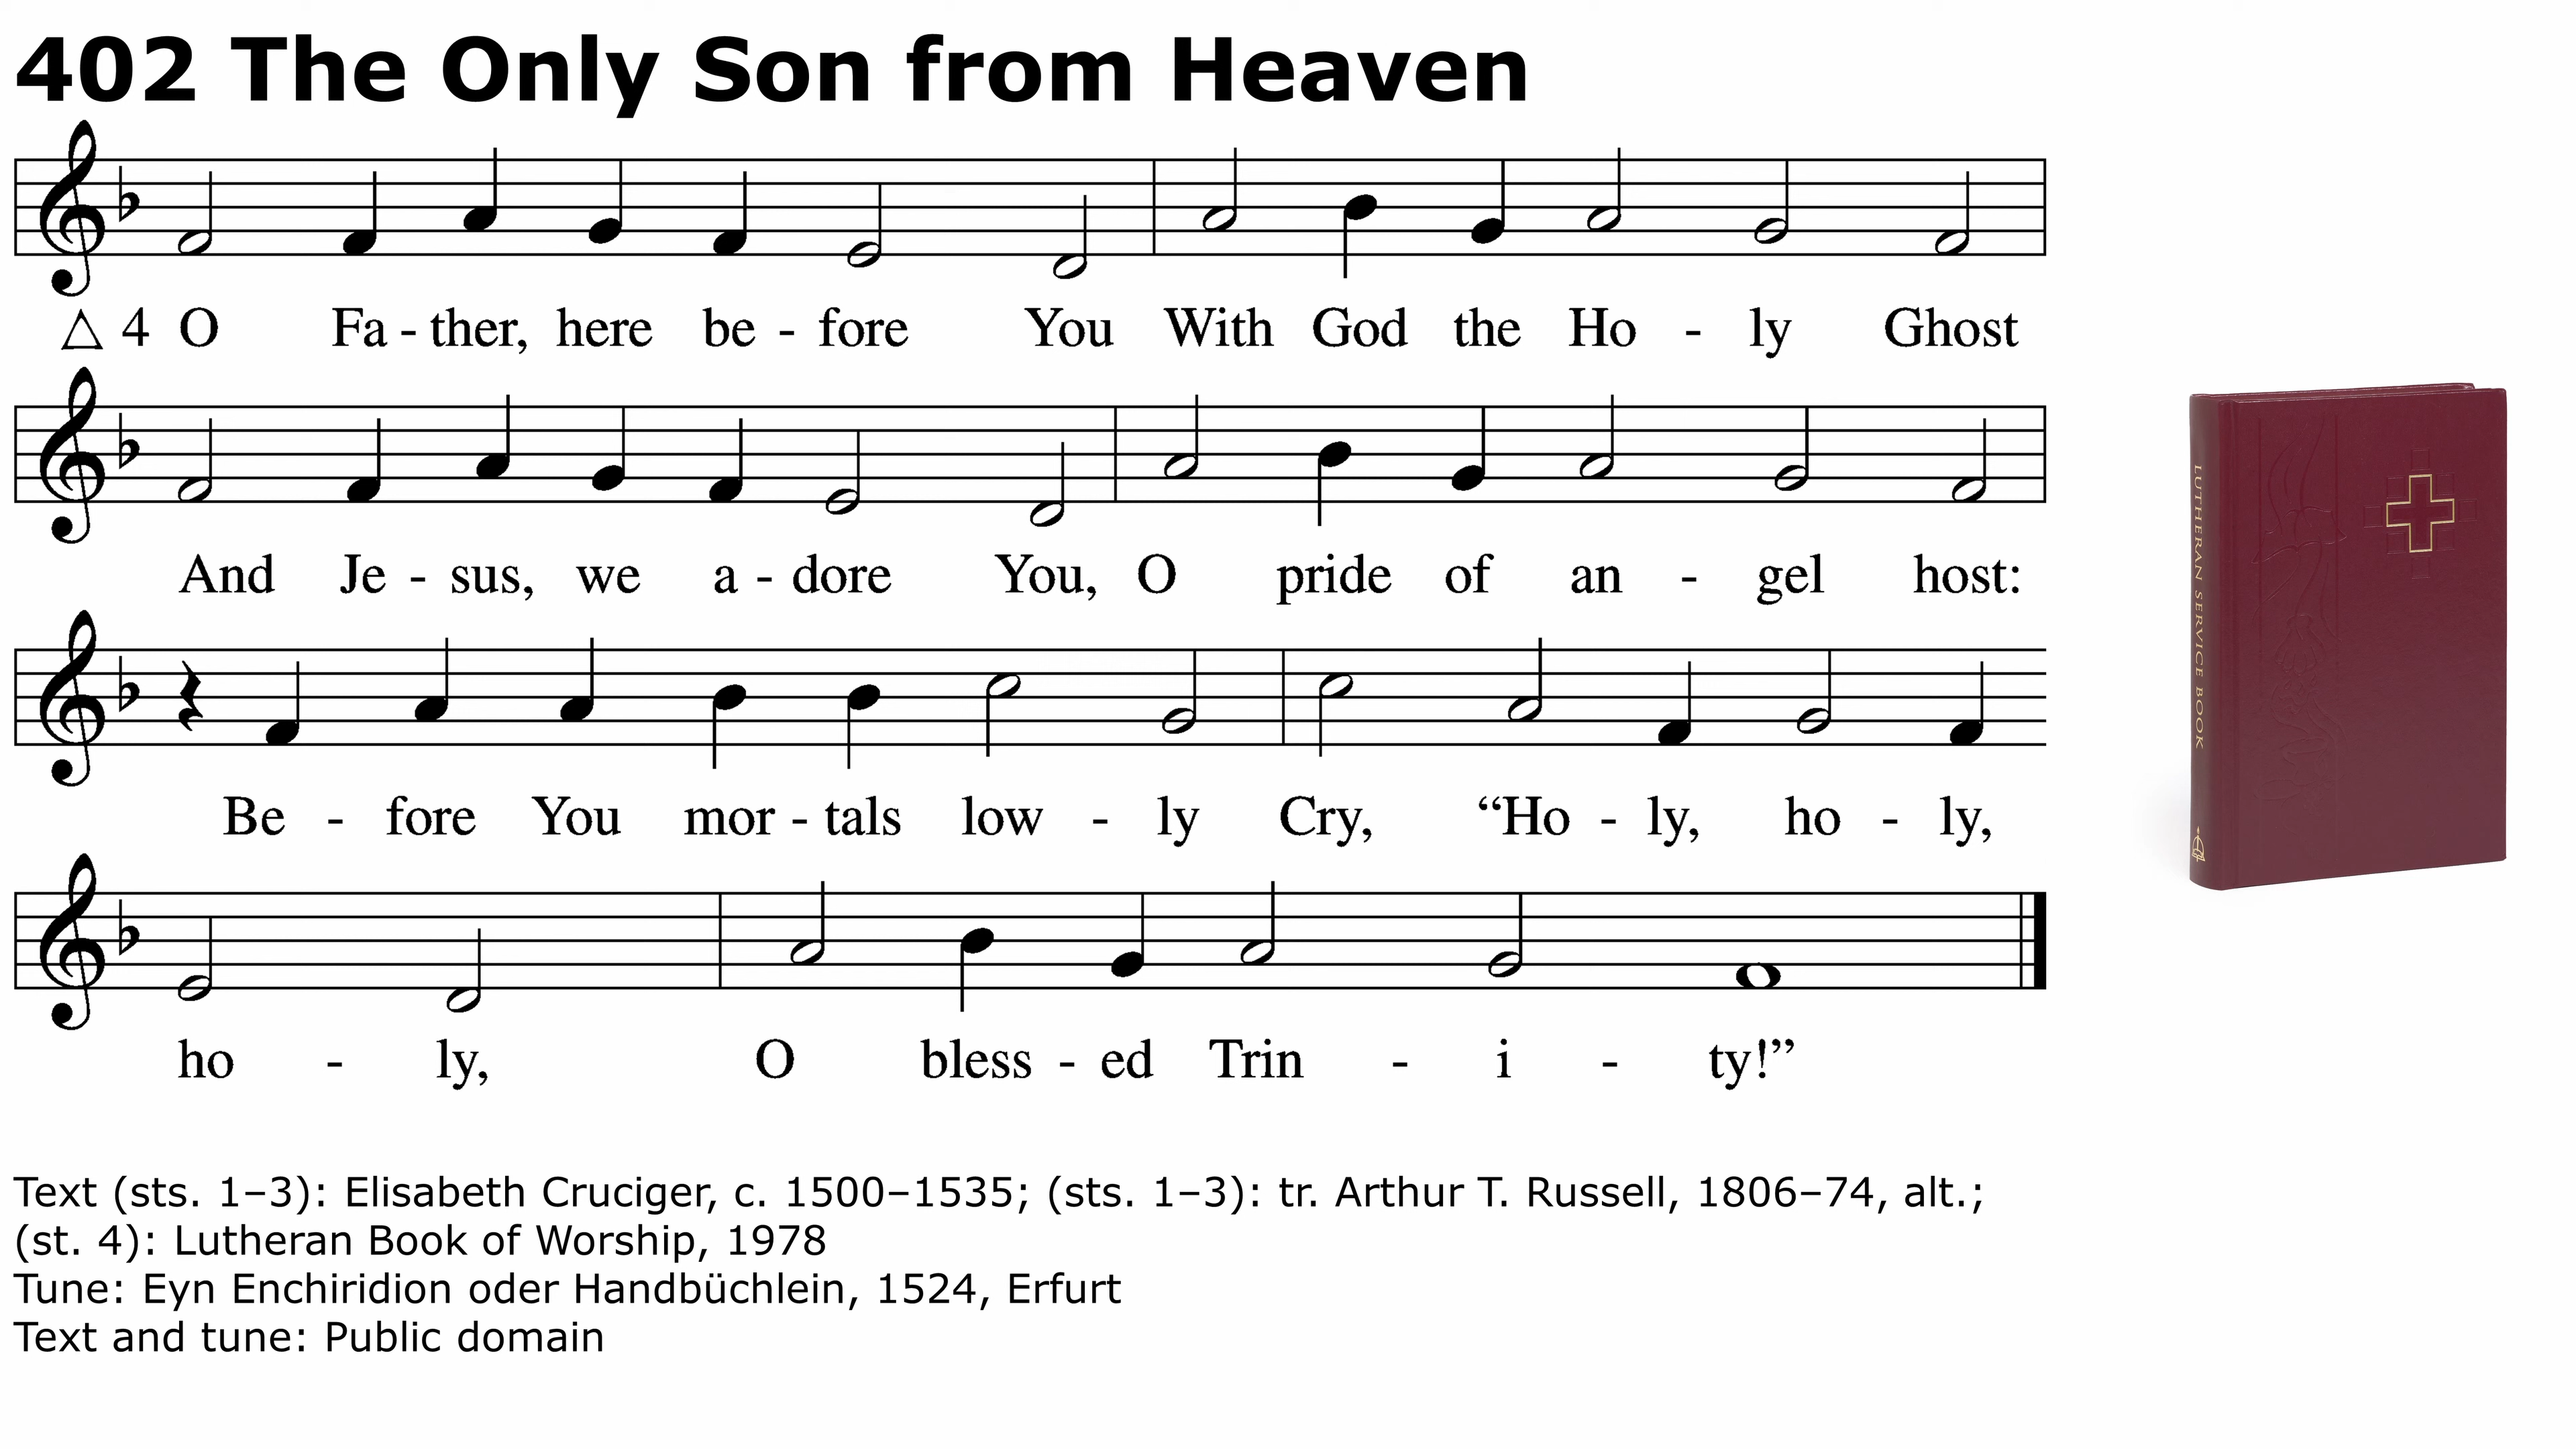 402 The Only Son from Heaven
△ 4 O Fa - ther, here be - fore You With God the Ho - ly Ghost
And Je - sus, we a - dore You, O pride of an - gel host:
Be - fore You mor - tals low - ly Cry, “Ho - ly, ho - ly,
ho - ly, O bless - ed Trin - i - ty!”
LUTHERAN SERVICE BOOK
Text (sts. 1–3): Elisabeth Cruciger, c. 1500–1535; (sts. 1–3): tr. Arthur T. Russell, 1806–74, alt.;
(st. 4): Lutheran Book of Worship, 1978
Tune: Eyn Enchiridion oder Handbüchlein, 1524, Erfurt
Text and tune: Public domain